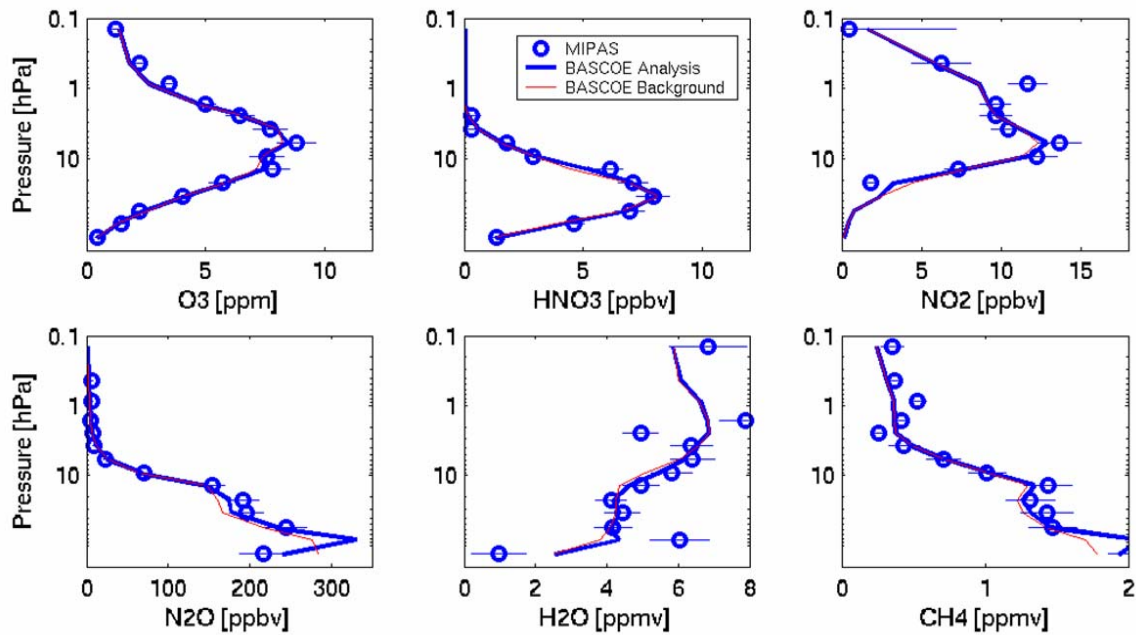 0.1 0.1 0.1
MIPAS
BASCOE Analysis
BASCOE Background
Pressure [hPa]
1 1 1
10 10 10
0 5 10 0 5 10 0 5 10 15
O3 [ppm] HNO3 [ppbv] NO2 [ppbv]
0.1 0.1 0.1
Pressure [hPa]
1 1 1
10 10 10
0 100 200 300 0 2 4 6 8 0 1 2
N2O [ppbv] H2O [ppmv] CH4 [ppmv]